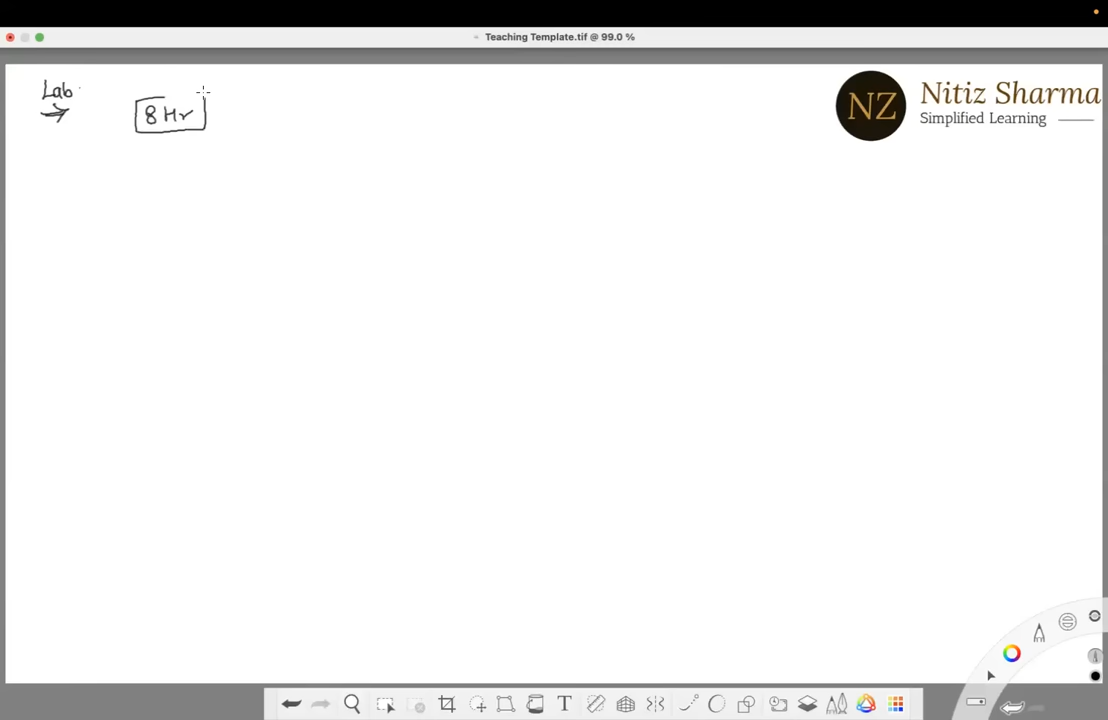 Teaching Template.tif @ 99.0 %
Lab
8 Hr
NZ
Nitiz Sharma
Simplified Learning
T